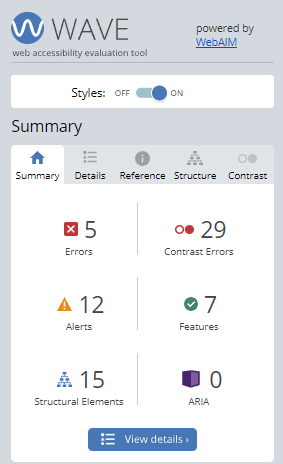 WAVE
web accessibility evaluation tool
powered by
WebAIM
Styles: OFF ON
Summary
Summary Details Reference Structure Contrast
5
Errors
29
Contrast Errors
12
Alerts
7
Features
15
Structural Elements
0
ARIA
View details ›